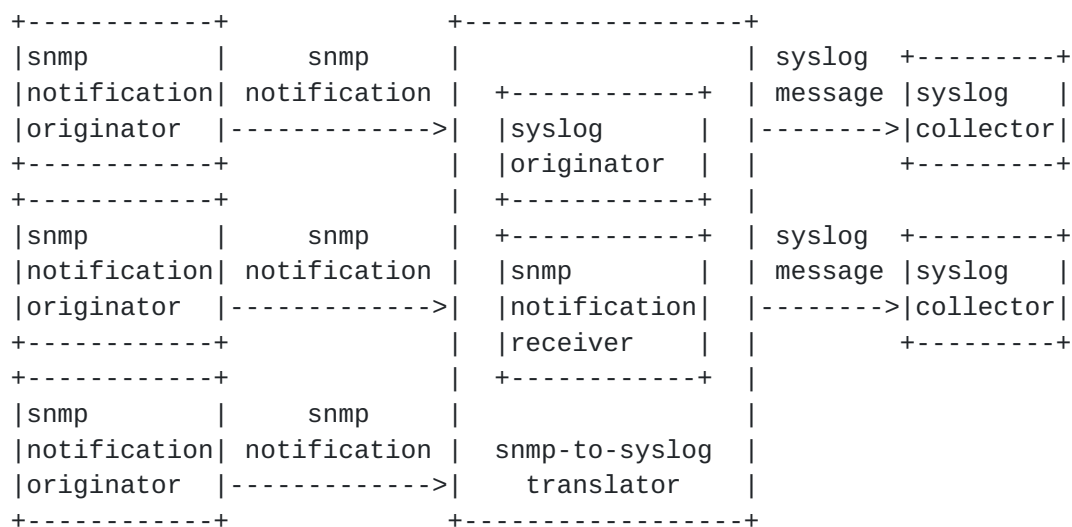 +------------+               +------------------+
|snmp        |     snmp      |                  | syslog  +---------+
|notification| notification |  +------------+  | message |syslog   |
|originator  |------------->|  |syslog      |  |-------->|collector|
+------------+               |  |originator  |  |         +---------+
+------------+               |  +------------+  |
|snmp        |     snmp      |  +------------+  | syslog  +---------+
|notification| notification |  |snmp        |  | message |syslog   |
|originator  |------------->|  |notification|  |-------->|collector|
+------------+               |  |receiver    |  |         +---------+
+------------+               |  +------------+  |
|snmp        |     snmp      |                  |
|notification| notification |  snmp-to-syslog  |
|originator  |------------->|    translator    |
+------------+               +------------------+